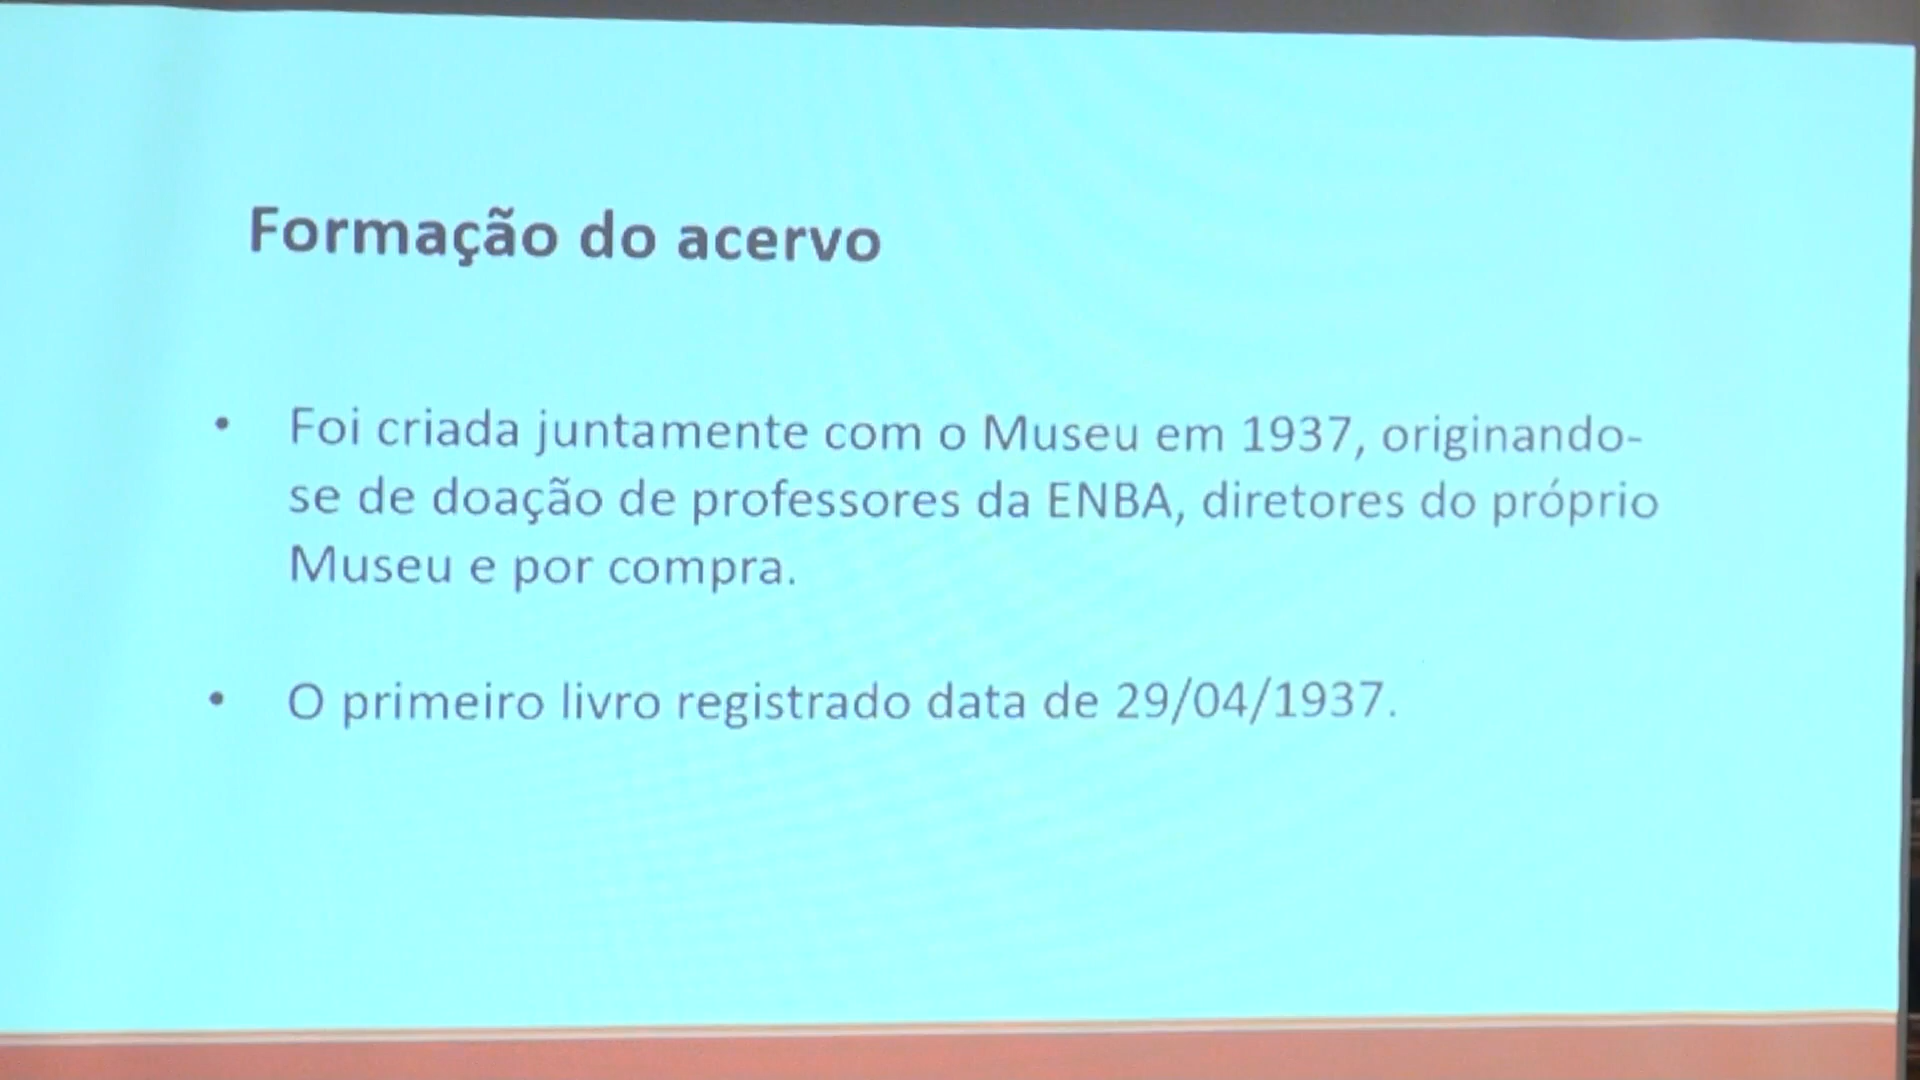 Formação do acervo
• Foi criada juntamente com o Museu em 1937, originando-
se de doação de professores da ENBA, diretores do próprio
Museu e por compra.
• O primeiro livro registrado data de 29/04/1937.